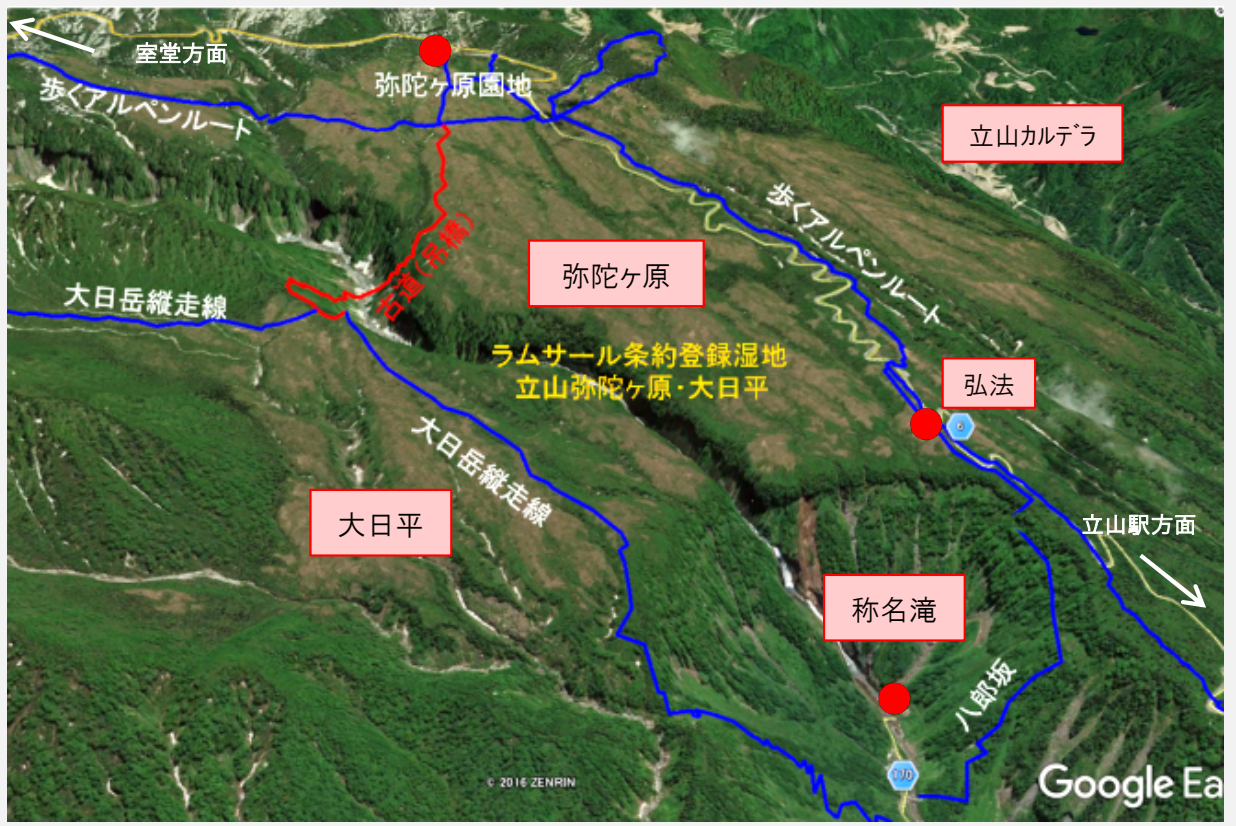 室堂方面
弥陀ヶ原園地
歩くアルペンルート
立山ｶﾙﾃﾞﾗ
歩くアルペンルート
古道(吊橋)
弥陀ヶ原
大日岳縦走線
ラムサール条約登録湿地
立山弥陀ヶ原・大日平
弘法
6
大日岳縦走線
大日平
立山駅方面
称名滝
八郎坂
170
© 2016 ZENRIN
Google Ea